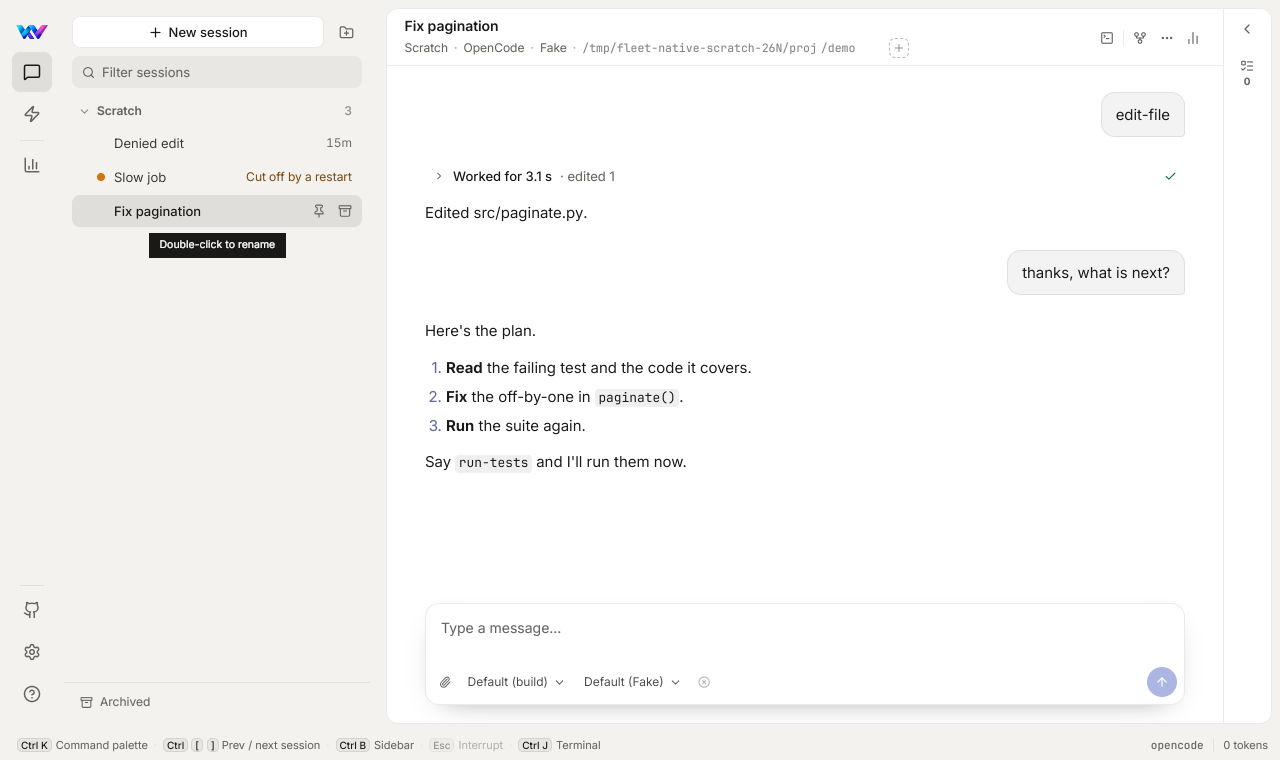 New session
Filter sessions
Scratch 3
Denied edit 15m
Slow job Cut off by a restart
Fix pagination
Double-click to rename
Archived
Fix pagination
Scratch · OpenCode · Fake · /tmp/fleet-native-scratch-26N/proj/demo
edit-file
Worked for 3.1 s · edited 1
Edited src/paginate.py.
thanks, what is next?
Here's the plan.
1. Read the failing test and the code it covers.
2. Fix the off-by-one in paginate().
3. Run the suite again.
Say run-tests and I'll run them now.
Type a message...
Default (build) Default (Fake)
0
Ctrl K Command palette · Ctrl [ ] Prev / next session · Ctrl B Sidebar · Esc Interrupt · Ctrl J Terminal
opencode 0 tokens